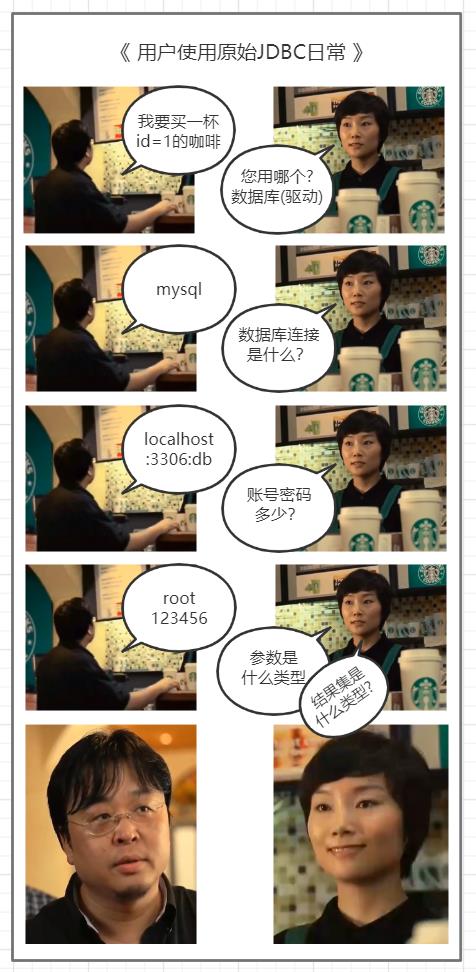 《 用户使用原始JDBC日常 》
我要买一杯
id=1的咖啡
您用哪个?
数据库(驱动)
mysql
数据库连接
是什么?
localhost
:3306:db
账号密码
多少?
root
123456
参数是
什么类型
结果集是
什么类型?